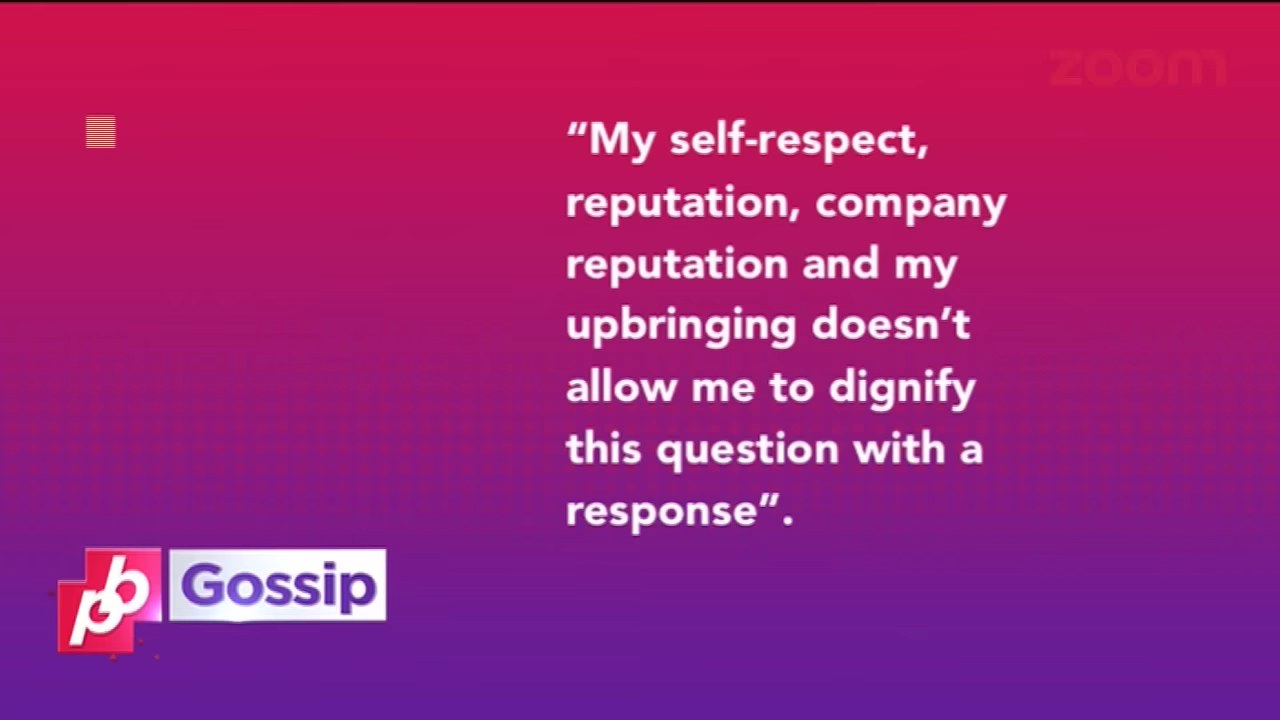 zoom
“My self-respect,
reputation, company
reputation and my
upbringing doesn’t
allow me to dignify
this question with a
response”.
pb Gossip